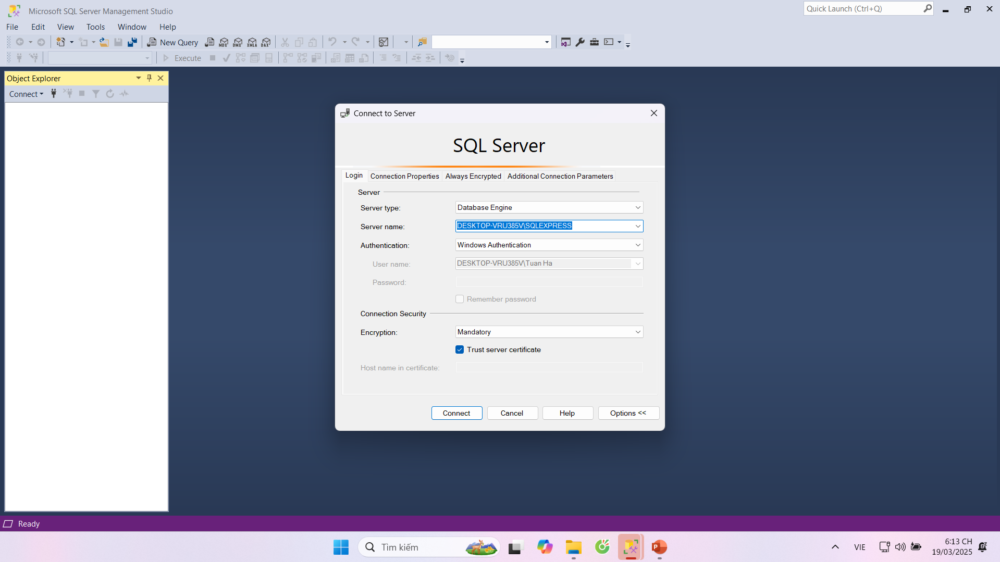 Microsoft SQL Server Management Studio
Quick Launch (Ctrl+Q)
File Edit View Tools Window Help
New Query MDX DMX XMLA DAX
Execute
Object Explorer
Connect
Connect to Server
SQL Server
Login Connection Properties Always Encrypted Additional Connection Parameters
Server
Server type: Database Engine
Server name: DESKTOP-VRU385V\SQLEXPRESS
Authentication: Windows Authentication
User name: DESKTOP-VRU385V\Tuan Ha
Password:
Remember password
Connection Security
Encryption: Mandatory
Trust server certificate
Host name in certificate:
Connect Cancel Help Options <<
Ready
Tìm kiếm
VIE
6:13 CH
19/03/2025